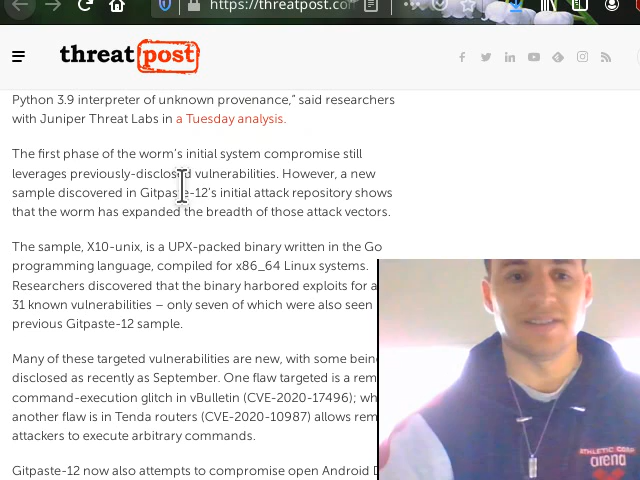 https://threatpost.co
threatpost
Python 3.9 interpreter of unknown provenance,” said researchers
with Juniper Threat Labs in a Tuesday analysis.
The first phase of the worm’s initial system compromise still
leverages previously-disclosed vulnerabilities. However, a new
sample discovered in Gitpaste-12’s initial attack repository shows
that the worm has expanded the breadth of those attack vectors.
The sample, X10-unix, is a UPX-packed binary written in the Go
programming language, compiled for x86_64 Linux systems.
Researchers discovered that the binary harbored exploits for a
31 known vulnerabilities – only seven of which were also seen
previous Gitpaste-12 sample.
Many of these targeted vulnerabilities are new, with some being
disclosed as recently as September. One flaw targeted is a rem
command-execution glitch in vBulletin (CVE-2020-17496); wh
another flaw is in Tenda routers (CVE-2020-10987) allows rem
attackers to execute arbitrary commands.
Gitpaste-12 now also attempts to compromise open Android D
ATHLETIC CORP
arena